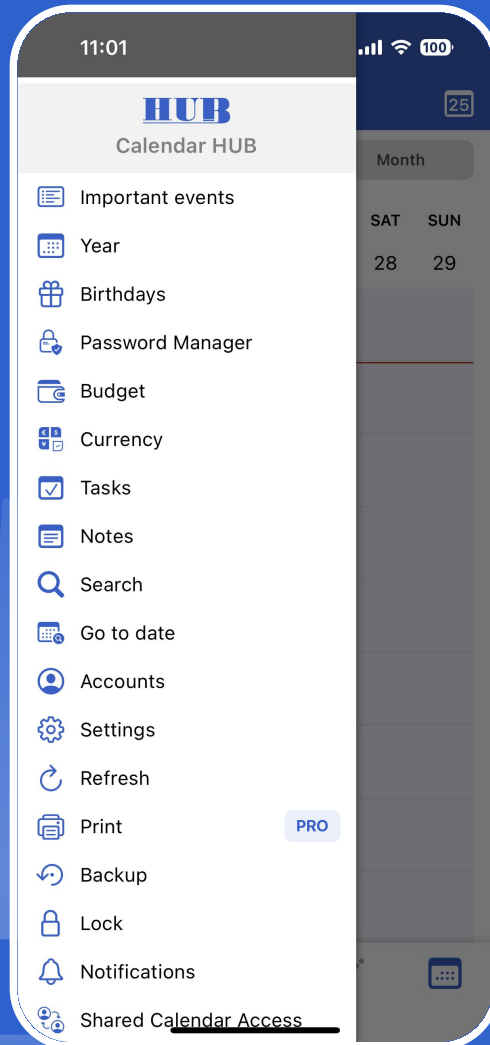 11:01
100
25
HUB
Calendar HUB
Month
SAT SUN
28 29
Important events
Year
Birthdays
Password Manager
Budget
Currency
Tasks
Notes
Search
Go to date
Accounts
Settings
Refresh
Print PRO
Backup
Lock
Notifications
Shared Calendar Access